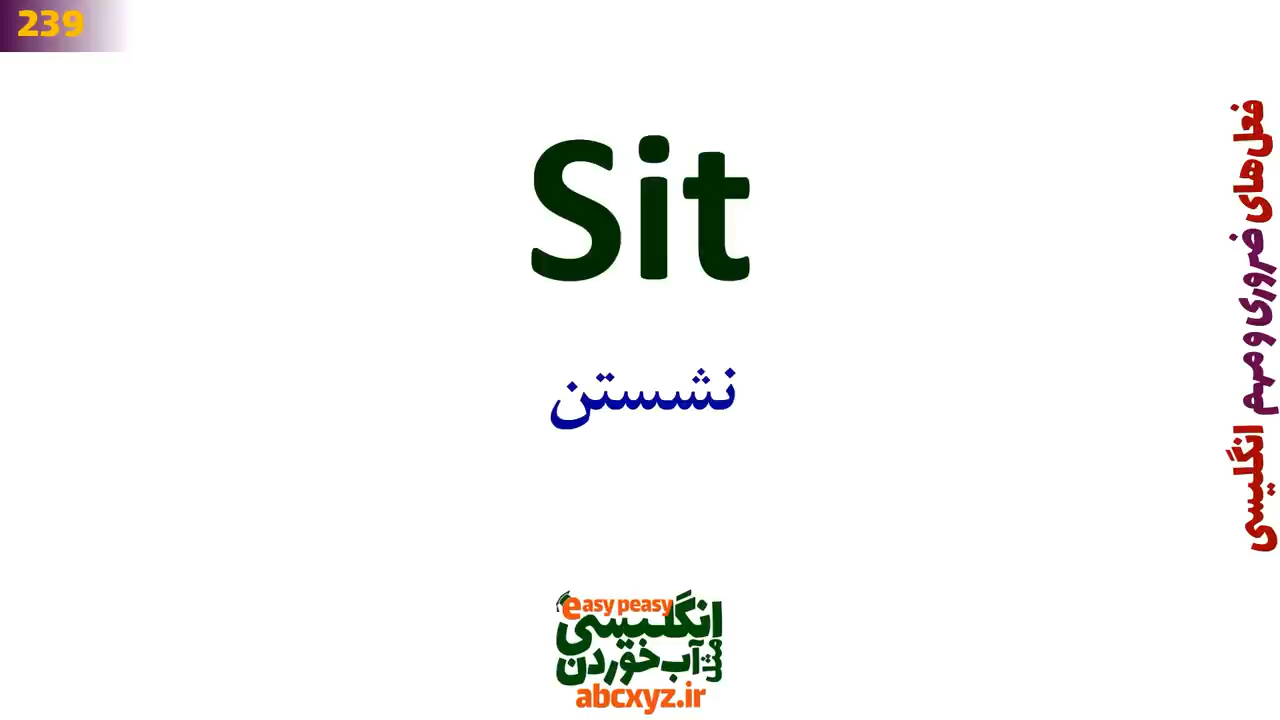 239
Sit
نشستن
فعل‌های ضروری و مهم انگلیسی
easy peasy
انگلیسی
مثل آب خوردن
abcxyz.ir